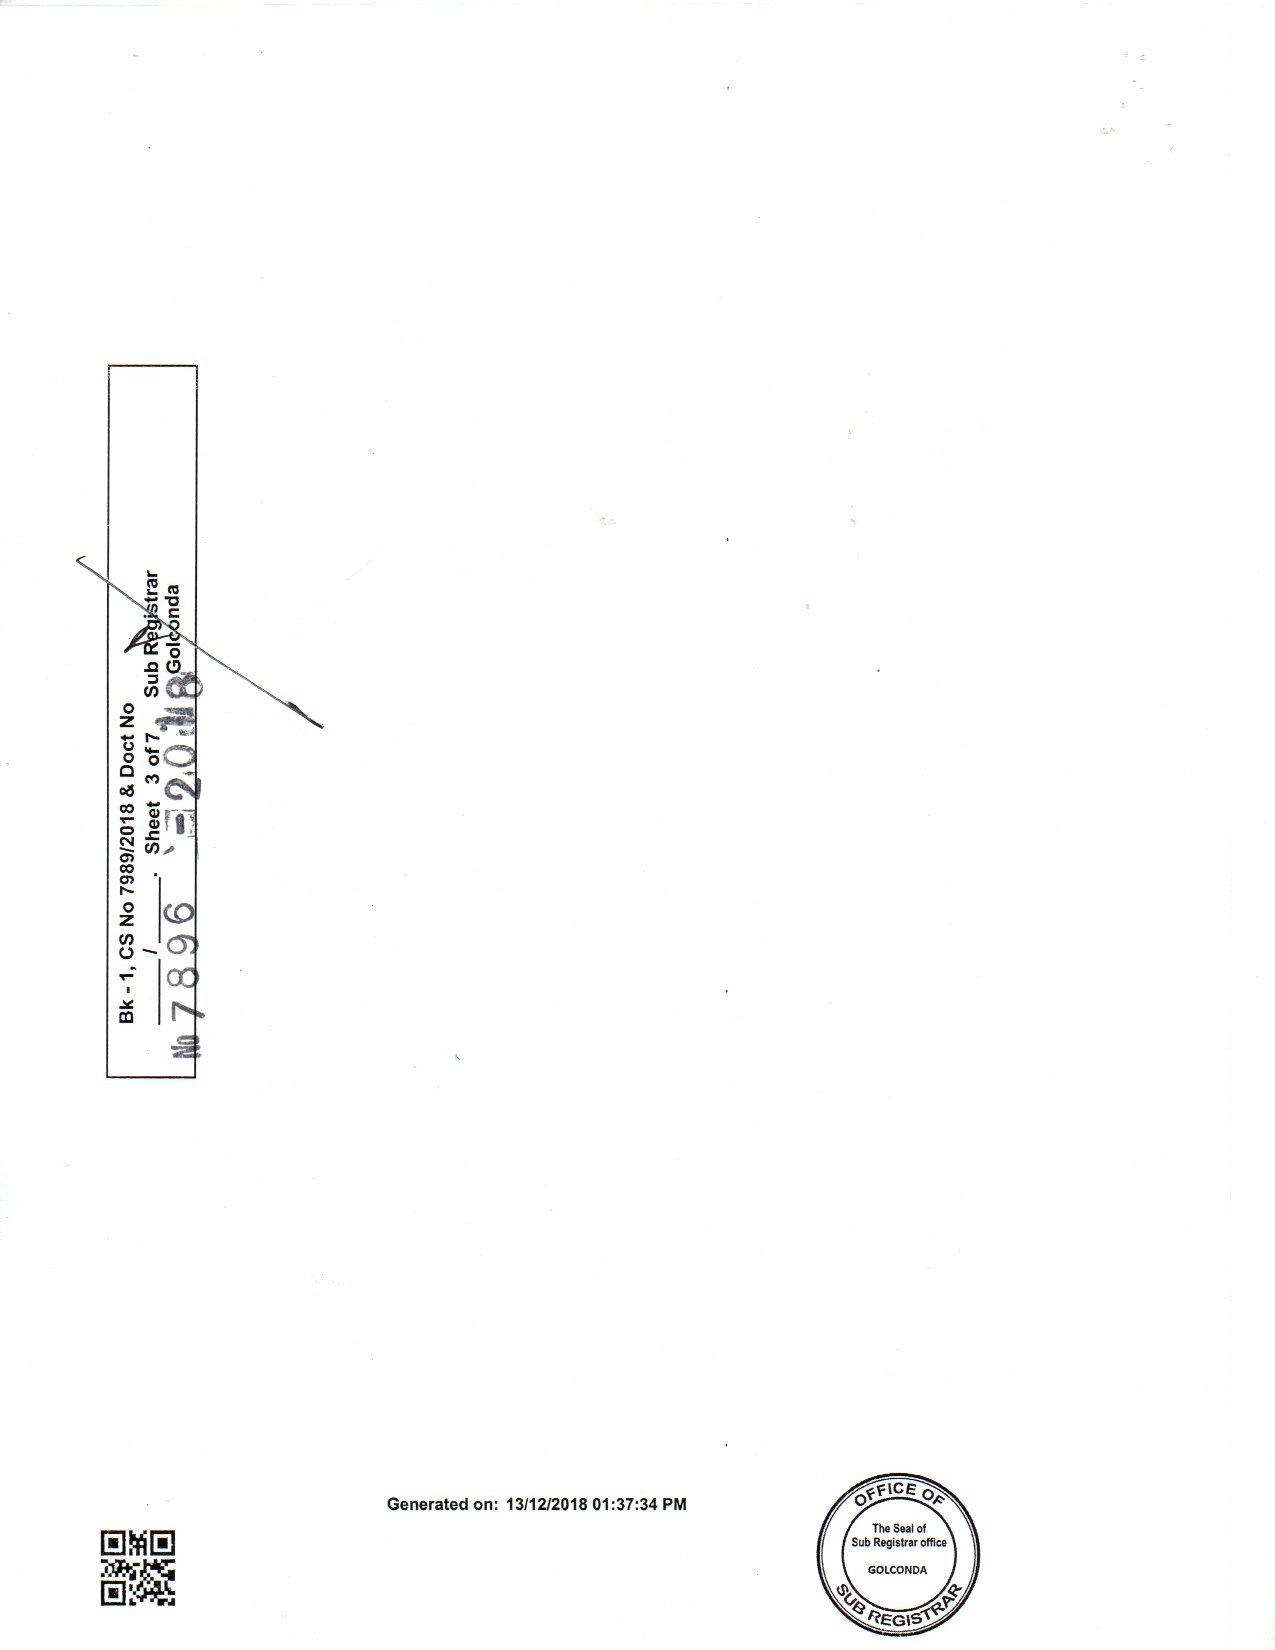 Bk - 1, CS No 7989/2018 & Doct No
____ / ____. Sheet 3 of 7 Sub Registrar
Golconda
No 7896 -2018
Generated on: 13/12/2018 01:37:34 PM
OFFICE OF
The Seal of
Sub Registrar office
GOLCONDA
SUB REGISTRAR